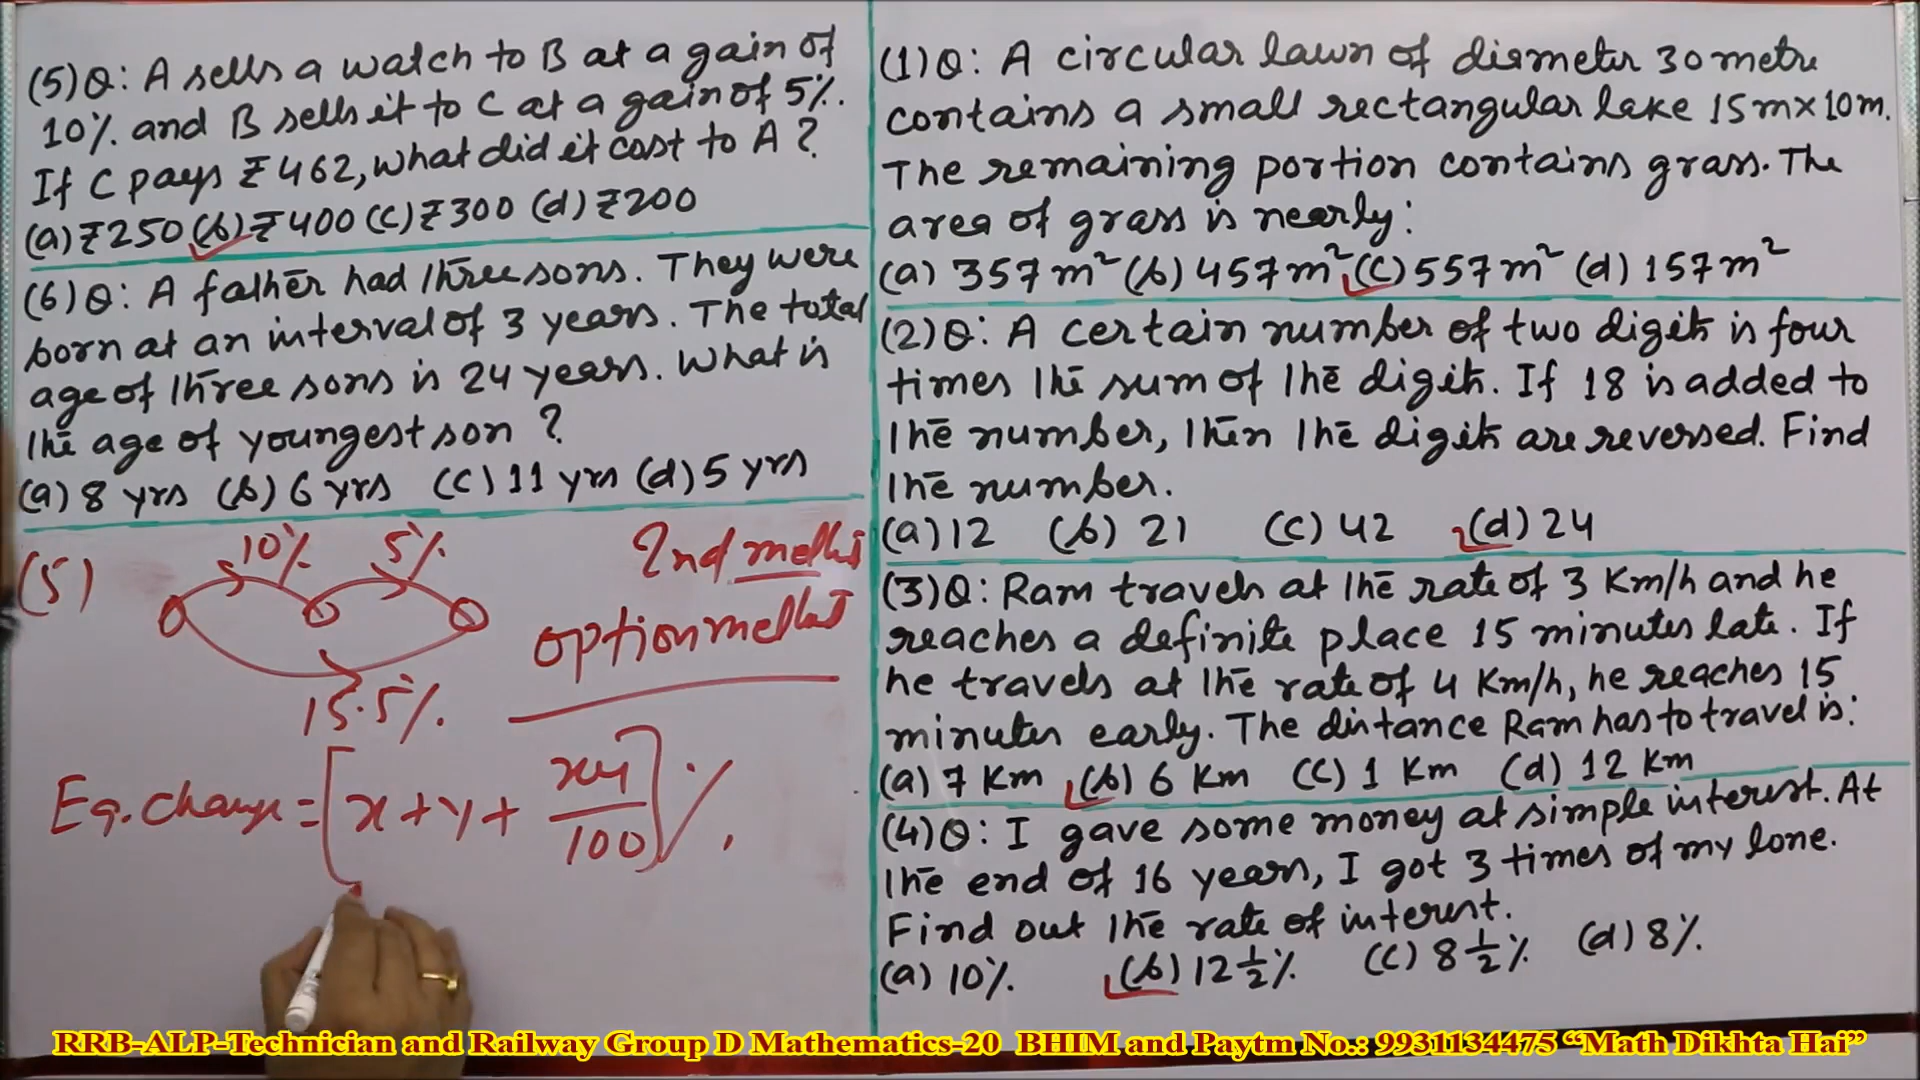 (5)Q: A sells a watch to B at a gain of
10% and B sells it to C at a gain of 5%.
If C pays ₹462, what did it cost to A ?
(a) ₹250 (b) ₹400 (c) ₹300 (d) ₹200
(6)Q: A father had three sons. They were
born at an interval of 3 years. The total
age of three sons is 24 years. What is
the age of youngest son ?
(a) 8 yrs (b) 6 yrs (c) 11 yrs (d) 5 yrs
(5) 10% 5%
15.5%
2nd method
option method
Eq. change = [x + y + xy/100]%.
(1)Q: A circular lawn of diameter 30 metre
contains a small rectangular lake 15m×10m.
The remaining portion contains grass. The
area of grass is nearly:
(a) 357 m² (b) 457 m² (c) 557 m² (d) 157 m²
(2)Q: A certain number of two digits is four
times the sum of the digits. If 18 is added to
the number, then the digits are reversed. Find
the number.
(a) 12 (b) 21 (c) 42 (d) 24
(3)Q: Ram travels at the rate of 3 Km/h and he
reaches a definite place 15 minutes late. If
he travels at the rate of 4 Km/h, he reaches 15
minutes early. The distance Ram has to travel is:
(a) 7 Km (b) 6 Km (c) 1 Km (d) 12 Km
(4)Q: I gave some money at simple interest. At
the end of 16 years, I got 3 times of my lone.
Find out the rate of interest.
(a) 10%. (b) 12 1/2 % (c) 8 1/2 % (d) 8%.
RRB-ALP-Technician and Railway Group D Mathematics-20 BHIM and Paytm No.: 9931134475 “Math Dikhta Hai”